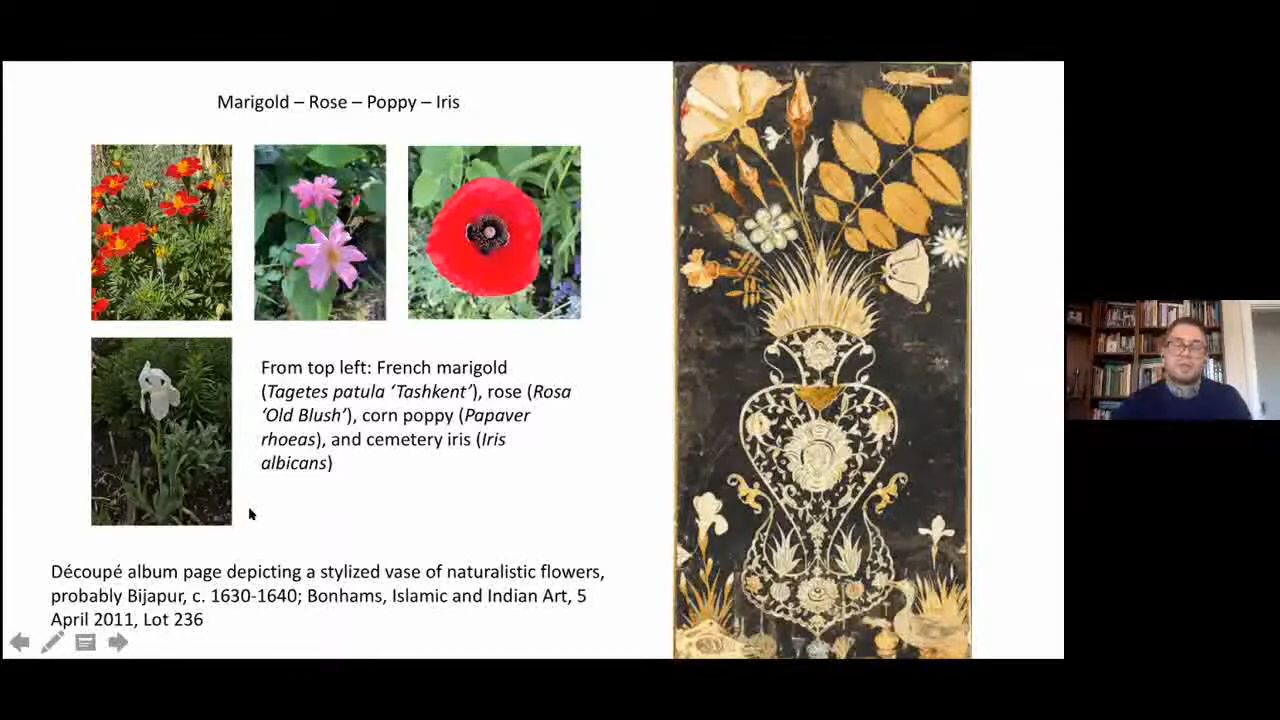 Marigold – Rose – Poppy – Iris
From top left: French marigold
(Tagetes patula ‘Tashkent’), rose (Rosa
‘Old Blush’), corn poppy (Papaver
rhoeas), and cemetery iris (Iris
albicans)
Découpé album page depicting a stylized vase of naturalistic flowers,
probably Bijapur, c. 1630-1640; Bonhams, Islamic and Indian Art, 5
April 2011, Lot 236